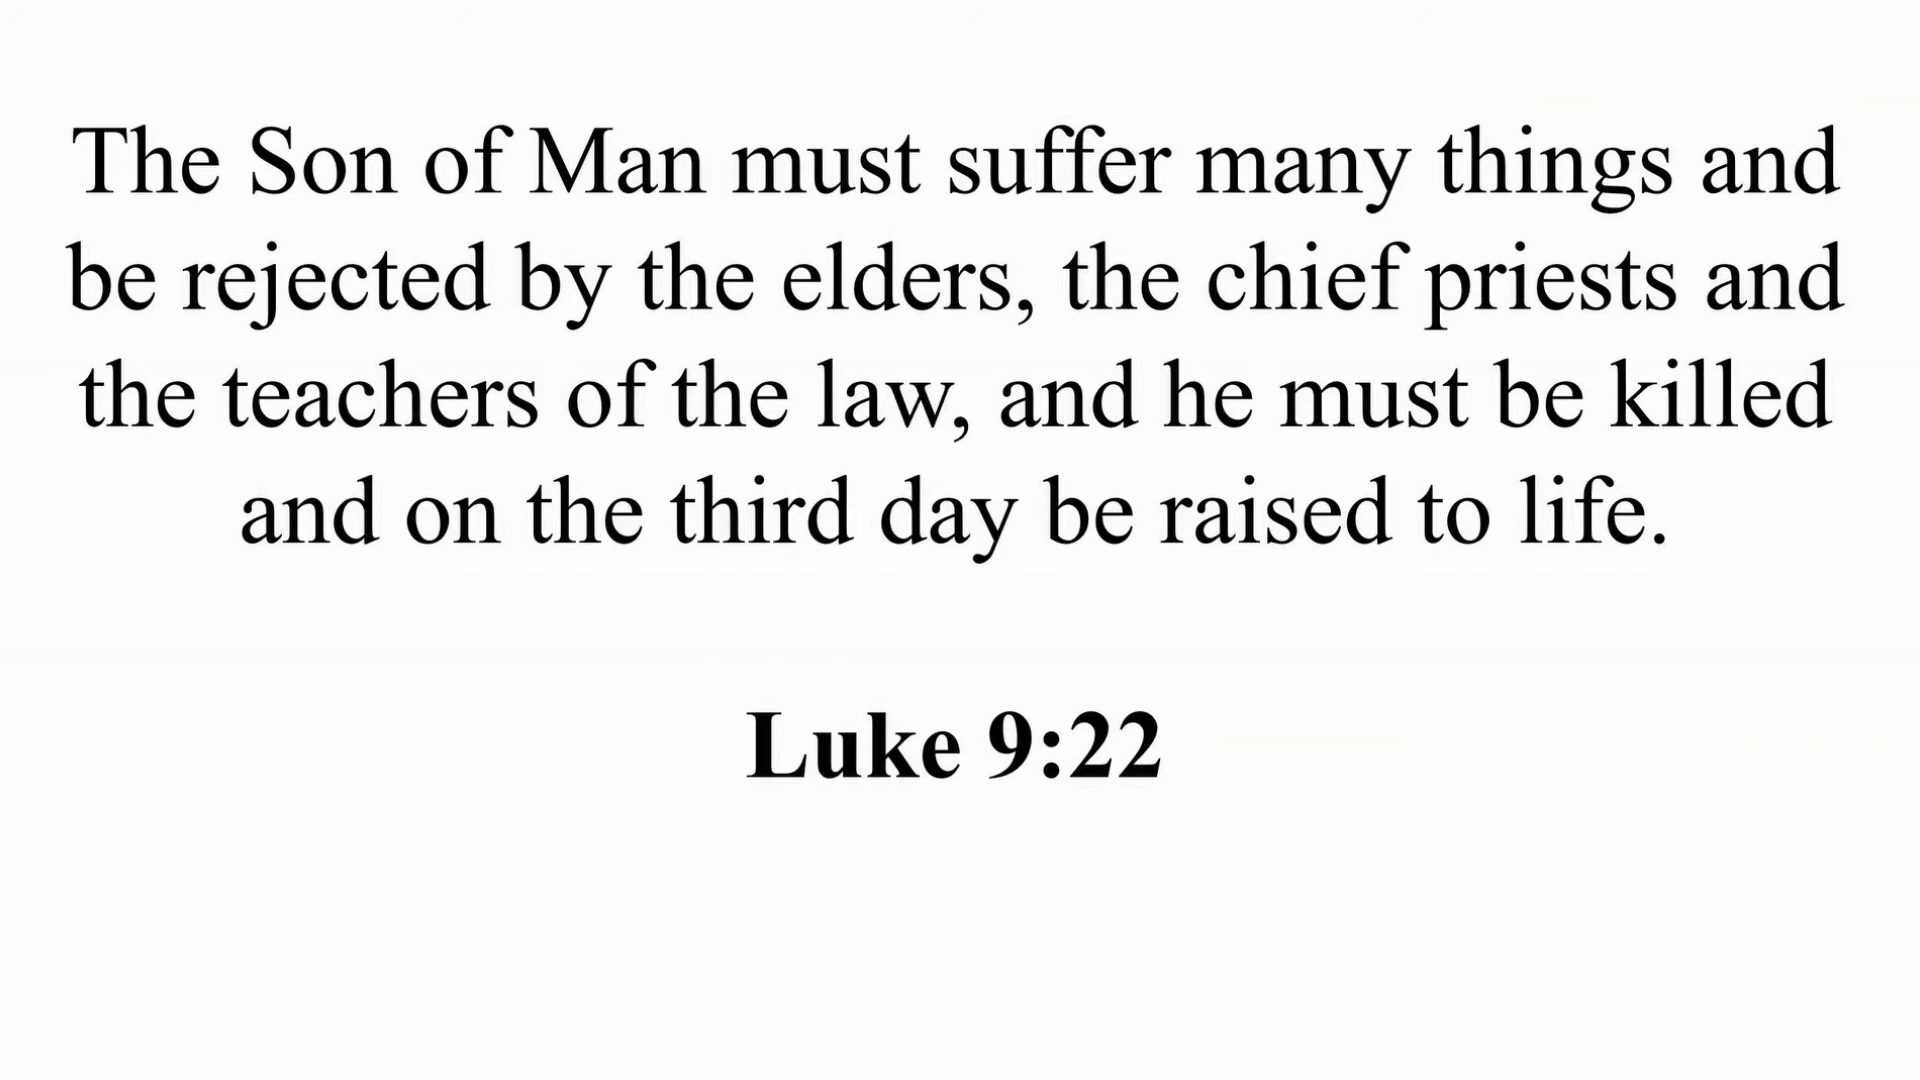 The Son of Man must suffer many things and
be rejected by the elders, the chief priests and
the teachers of the law, and he must be killed
and on the third day be raised to life.
Luke 9:22